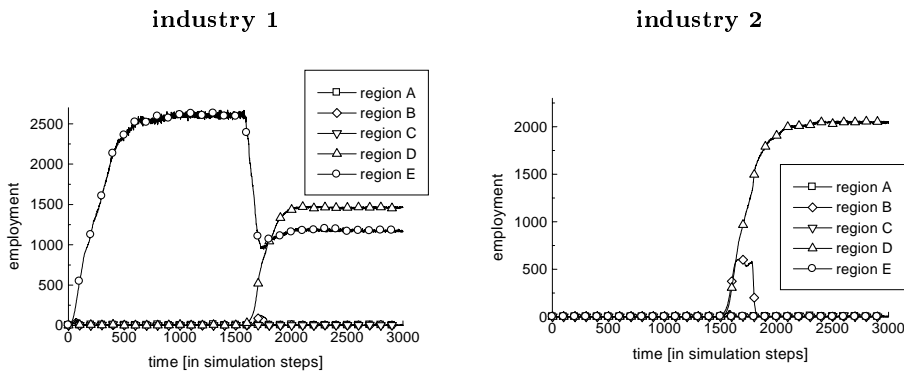 industry 1
industry 2
region A
region B
region C
region D
region E
2500
2000
1500
1000
500
0
employment
0 500 1000 1500 2000 2500 3000
time [in simulation steps]
region A
region B
region C
region D
region E
2000
1500
1000
500
0
employment
0 500 1000 1500 2000 2500 3000
time [in simulation steps]